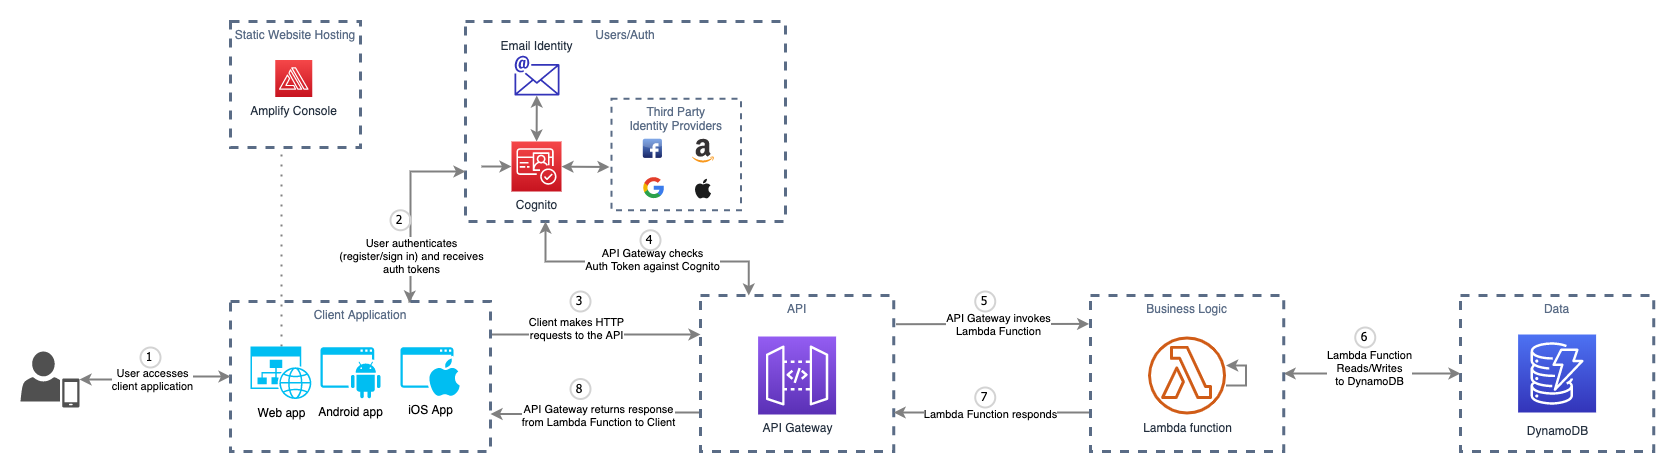 Static Website Hosting
Amplify Console
Users/Auth
Email Identity
@
Third Party
Identity Providers
f
a
G
Cognito
2
User authenticates
(register/sign in) and receives
auth tokens
4
API Gateway checks
Auth Token against Cognito
1
User accesses
client application
Client Application
Web app
Android app
iOS App
3
Client makes HTTP
requests to the API
8
API Gateway returns response
from Lambda Function to Client
API
</>
API Gateway
5
API Gateway invokes
Lambda Function
7
Lambda Function responds
Business Logic
Lambda function
6
Lambda Function
Reads/Writes
to DynamoDB
Data
DynamoDB